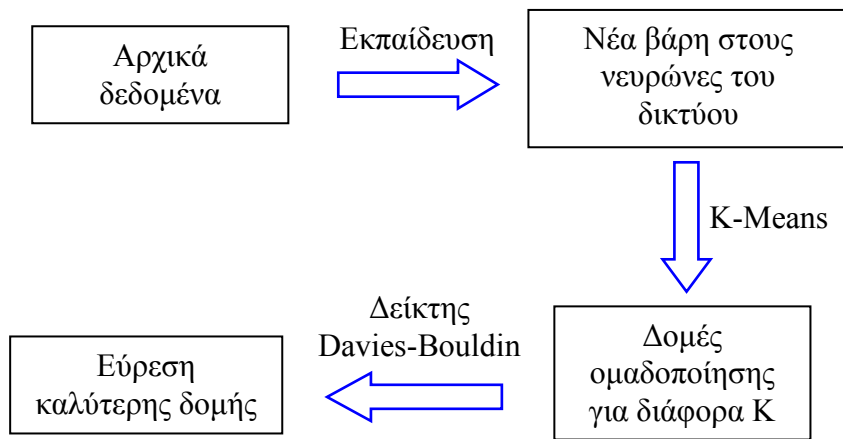 Αρχικά
δεδομένα
Εκπαίδευση
Νέα βάρη στους
νευρώνες του
δικτύου
K-Means
Δομές
ομαδοποίησης
για διάφορα Κ
Δείκτης
Davies-Bouldin
Εύρεση
καλύτερης δομής